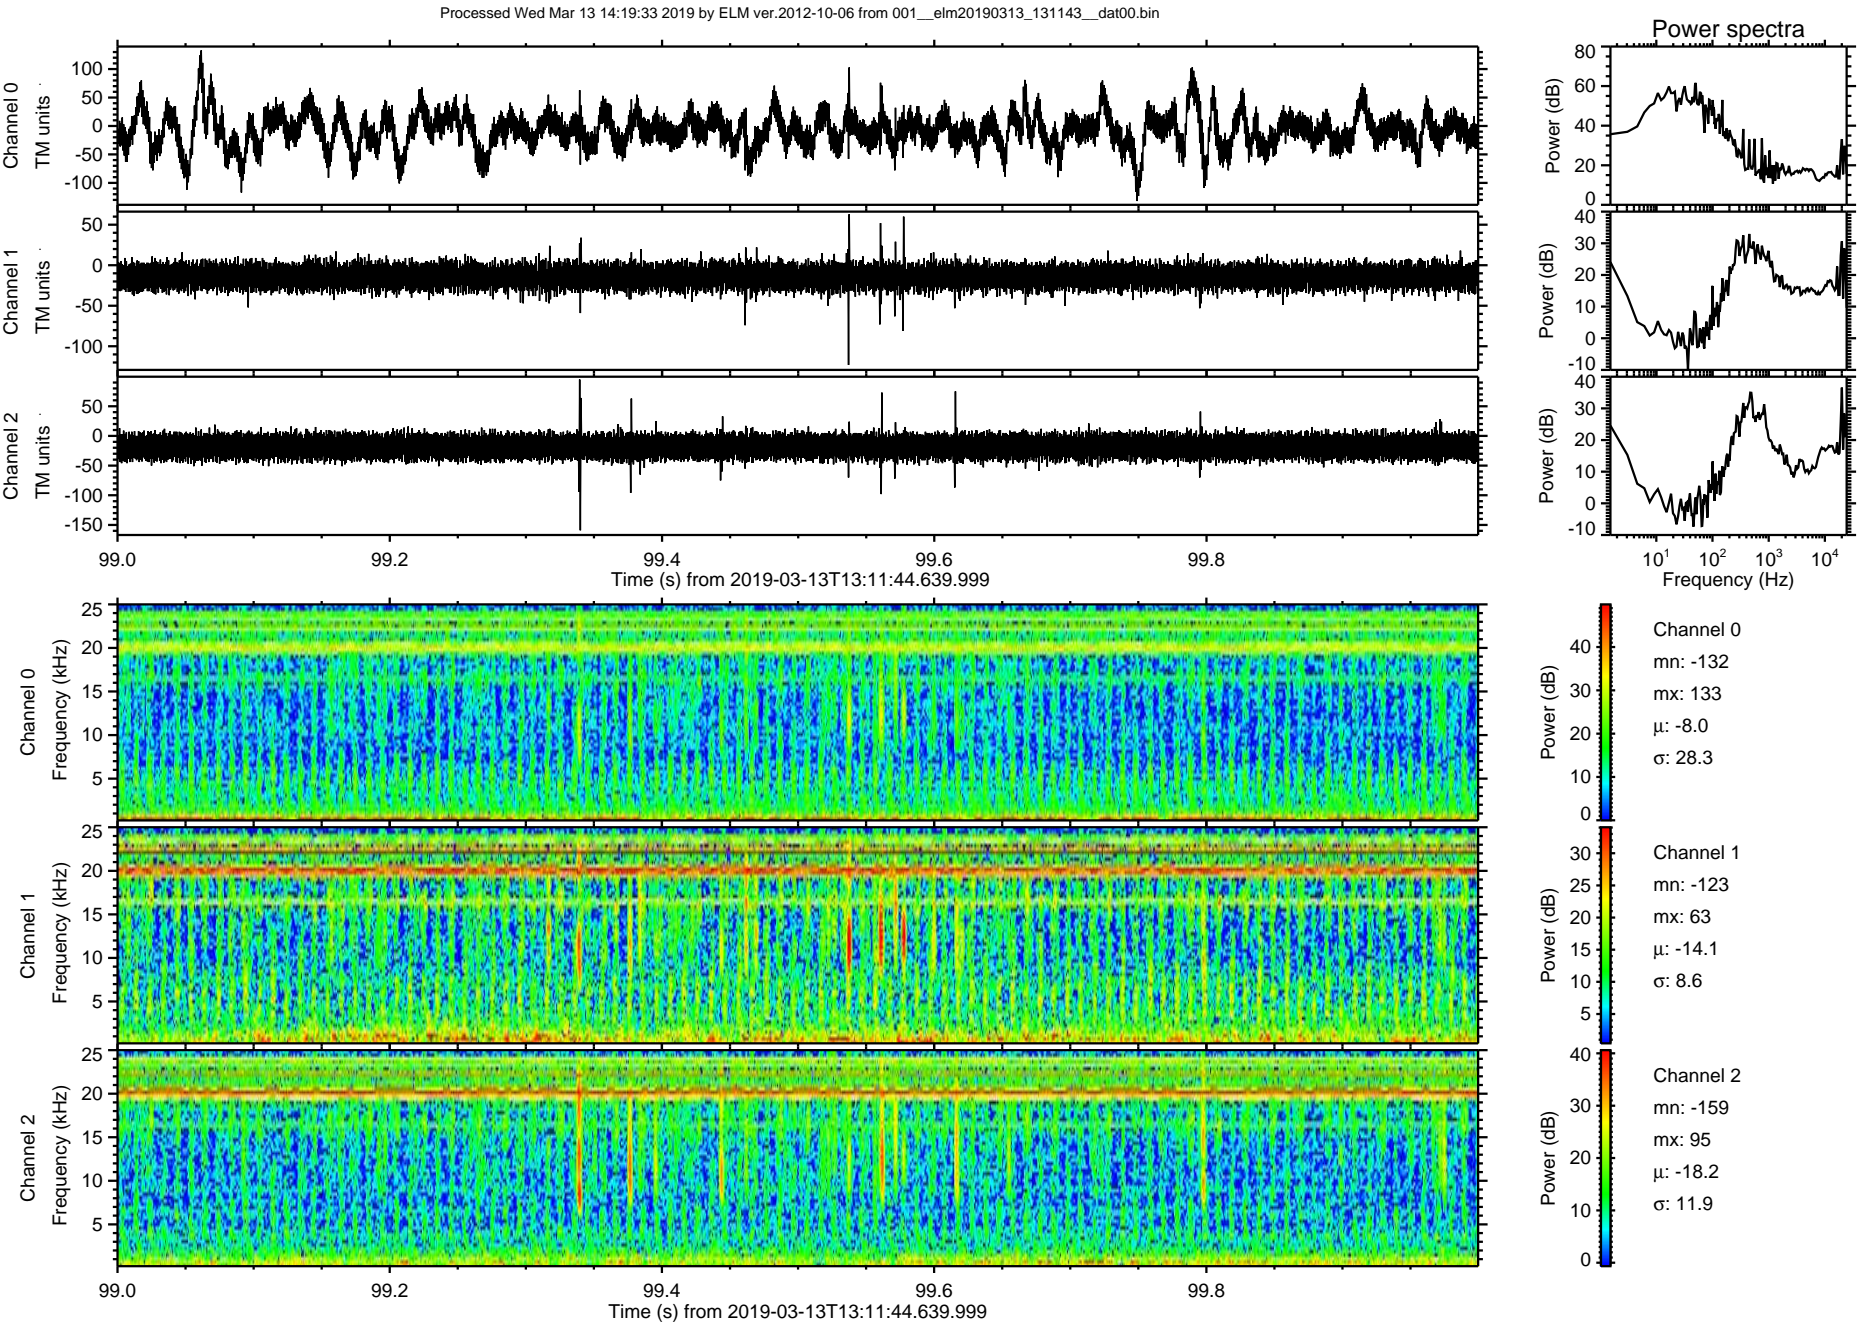 Processed Wed Mar 13 14:19:33 2019 by ELM ver.2012-10-06 from 001__elm20190313_131143__dat00.bin
Power spectra
Channel 0
TM units
100
50
0
-50
-100
Power (dB)
80
60
40
20
0
Channel 1
TM units
50
0
-50
-100
Power (dB)
40
30
20
10
0
-10
Channel 2
TM units
50
0
-50
-100
-150
Power (dB)
40
30
20
10
0
-10
99.0 99.2 99.4 99.6 99.8
Time (s) from 2019-03-13T13:11:44.639.999
10¹ 10² 10³ 10⁴
Frequency (Hz)
Channel 0
Frequency (kHz)
25
20
15
10
5
Power (dB)
40
30
20
10
0
Channel 0
mn: -132
mx: 133
μ: -8.0
σ: 28.3
Channel 1
Frequency (kHz)
25
20
15
10
5
Power (dB)
30
25
20
15
10
5
Channel 1
mn: -123
mx: 63
μ: -14.1
σ: 8.6
Channel 2
Frequency (kHz)
25
20
15
10
5
Power (dB)
40
30
20
10
0
Channel 2
mn: -159
mx: 95
μ: -18.2
σ: 11.9
99.0 99.2 99.4 99.6 99.8
Time (s) from 2019-03-13T13:11:44.639.999